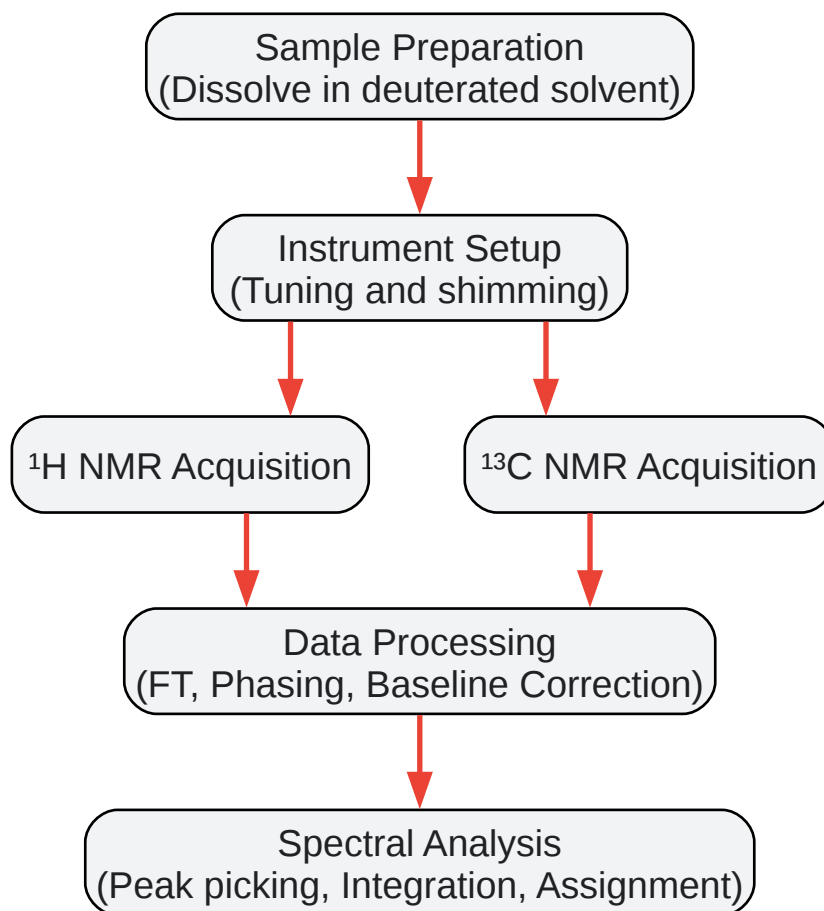 Sample Preparation
(Dissolve in deuterated solvent)
Instrument Setup
(Tuning and shimming)
¹H NMR Acquisition
¹³C NMR Acquisition
Data Processing
(FT, Phasing, Baseline Correction)
Spectral Analysis
(Peak picking, Integration, Assignment)